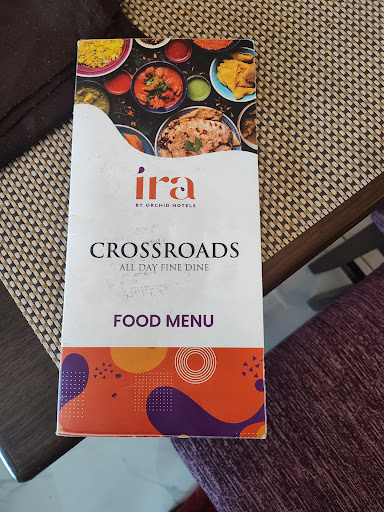 ira
BY ORCHID HOTELS
CROSSROADS
ALL DAY FINE DINE
FOOD MENU